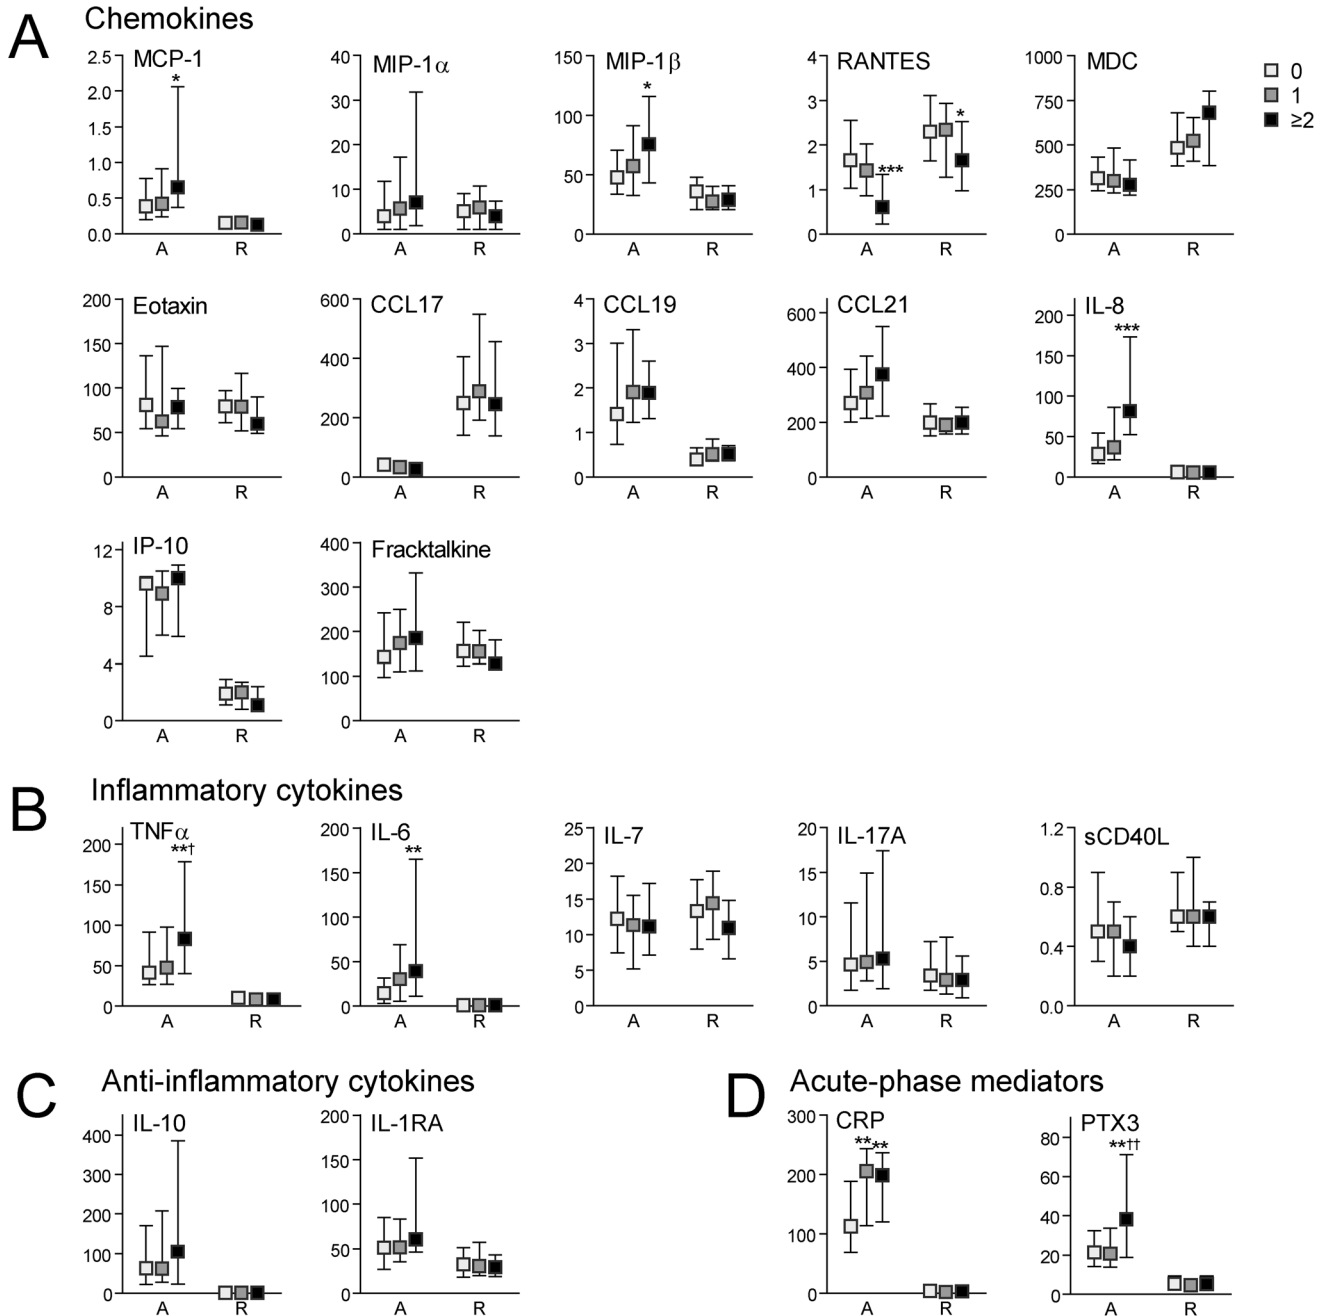 A
Chemokines
MCP-1
2.5
2.0
1.5
1.0
0.5
0.0
*
A R
MIP-1α
40
30
20
10
0
A R
MIP-1β
150
100
50
0
*
A R
RANTES
4
3
2
1
0
***
*
A R
MDC
1000
750
500
250
0
A R
0
1
≥2
Eotaxin
200
150
100
50
0
A R
CCL17
600
400
200
0
A R
CCL19
4
3
2
1
0
A R
CCL21
600
400
200
0
A R
IL-8
200
150
100
50
0
***
A R
IP-10
12
8
4
0
A R
Fracktalkine
400
300
200
100
0
A R
B
Inflammatory cytokines
TNFα
200
150
100
50
0
**†
A R
IL-6
200
150
100
50
0
**
A R
IL-7
25
20
15
10
5
0
A R
IL-17A
20
15
10
5
0
A R
sCD40L
1.2
0.8
0.4
0.0
A R
C
Anti-inflammatory cytokines
IL-10
400
300
200
100
0
A R
IL-1RA
200
150
100
50
0
A R
D
Acute-phase mediators
CRP
300
200
100
0
** **
A R
PTX3
80
60
40
20
0
**††
A R